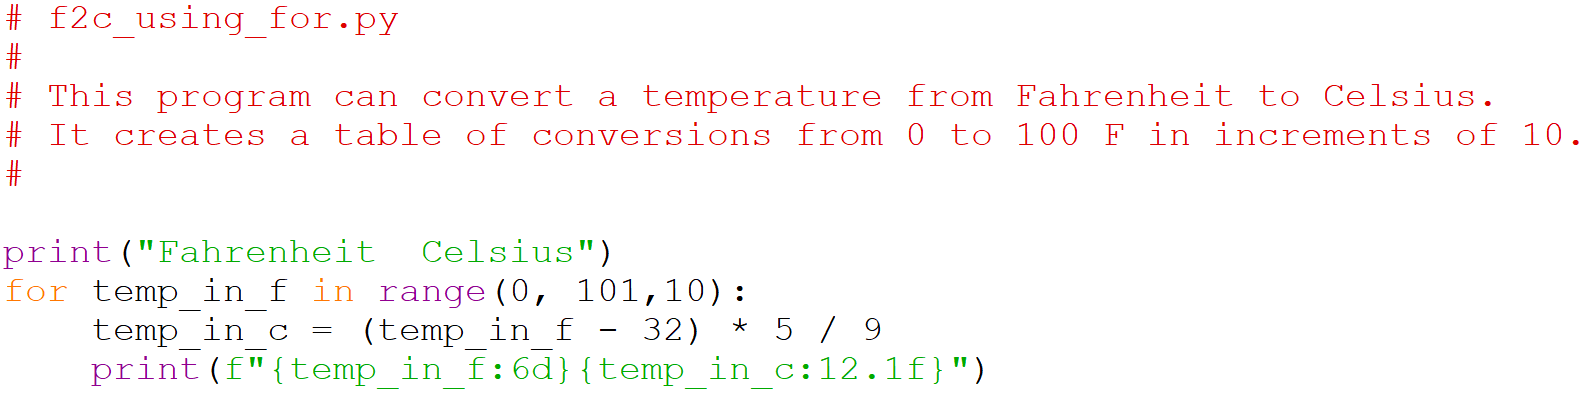 # f2c_using_for.py
#
# This program can convert a temperature from Fahrenheit to Celsius.
# It creates a table of conversions from 0 to 100 F in increments of 10.
#
print("Fahrenheit  Celsius")
for temp_in_f in range(0, 101,10):
    temp_in_c = (temp_in_f - 32) * 5 / 9
    print(f"{temp_in_f:6d}{temp_in_c:12.1f}")